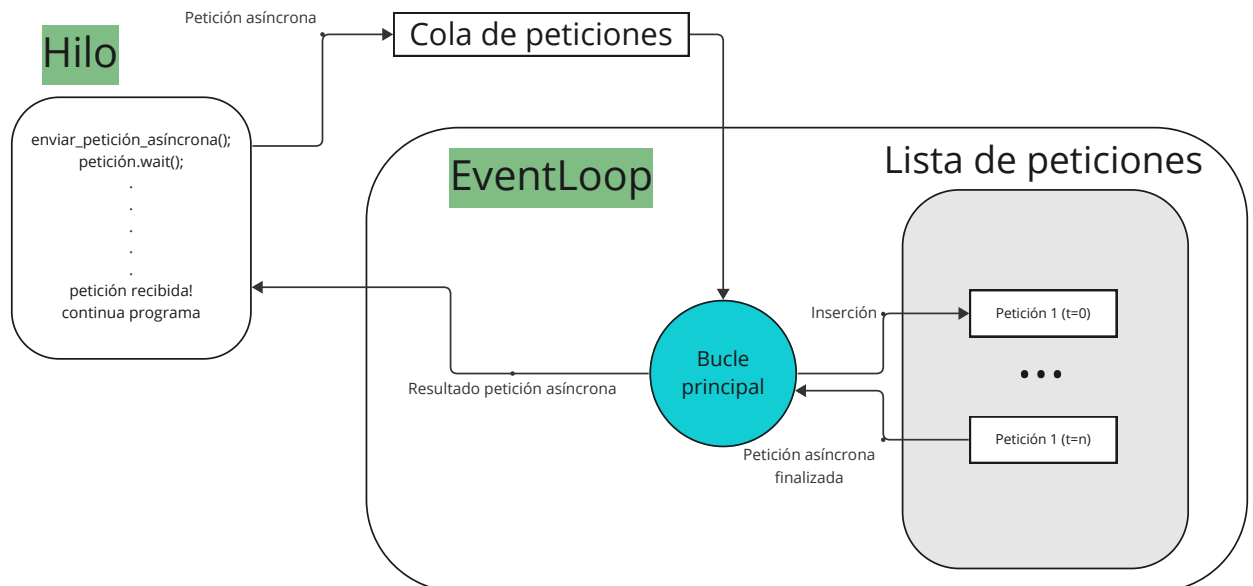 Petición asíncrona
Cola de peticiones
Hilo
enviar_petición_asíncrona();
petición.wait();
.
.
.
.
.
petición recibida!
continua programa
EventLoop
Lista de peticiones
Inserción
Petición 1 (t=0)
Bucle
principal
...
Resultado petición asíncrona
Petición 1 (t=n)
Petición asíncrona
finalizada